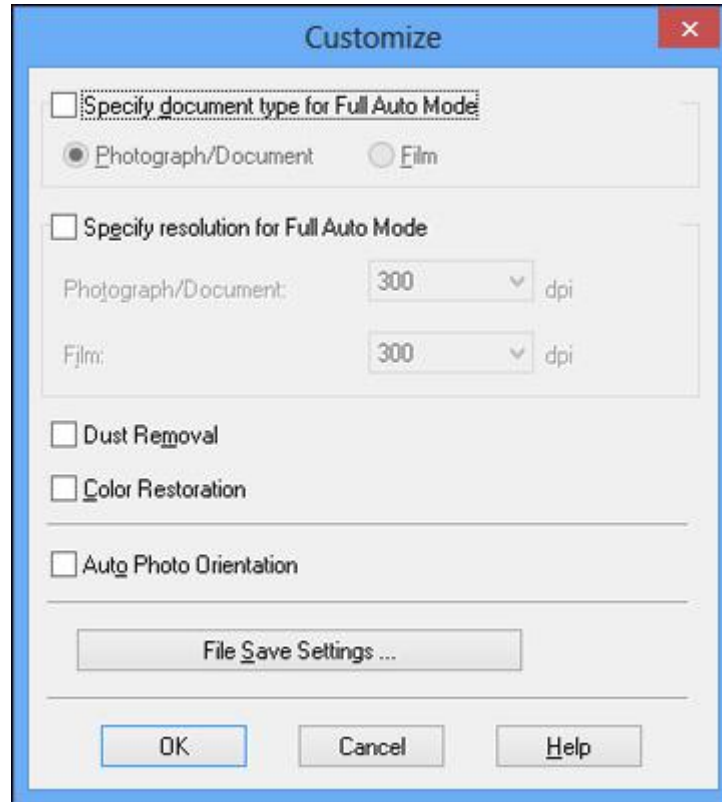 Customize
Specify document type for Full Auto Mode
Photograph/Document Film
Specify resolution for Full Auto Mode
Photograph/Document: 300 dpi
Film: 300 dpi
Dust Removal
Color Restoration
Auto Photo Orientation
File Save Settings ...
OK Cancel Help